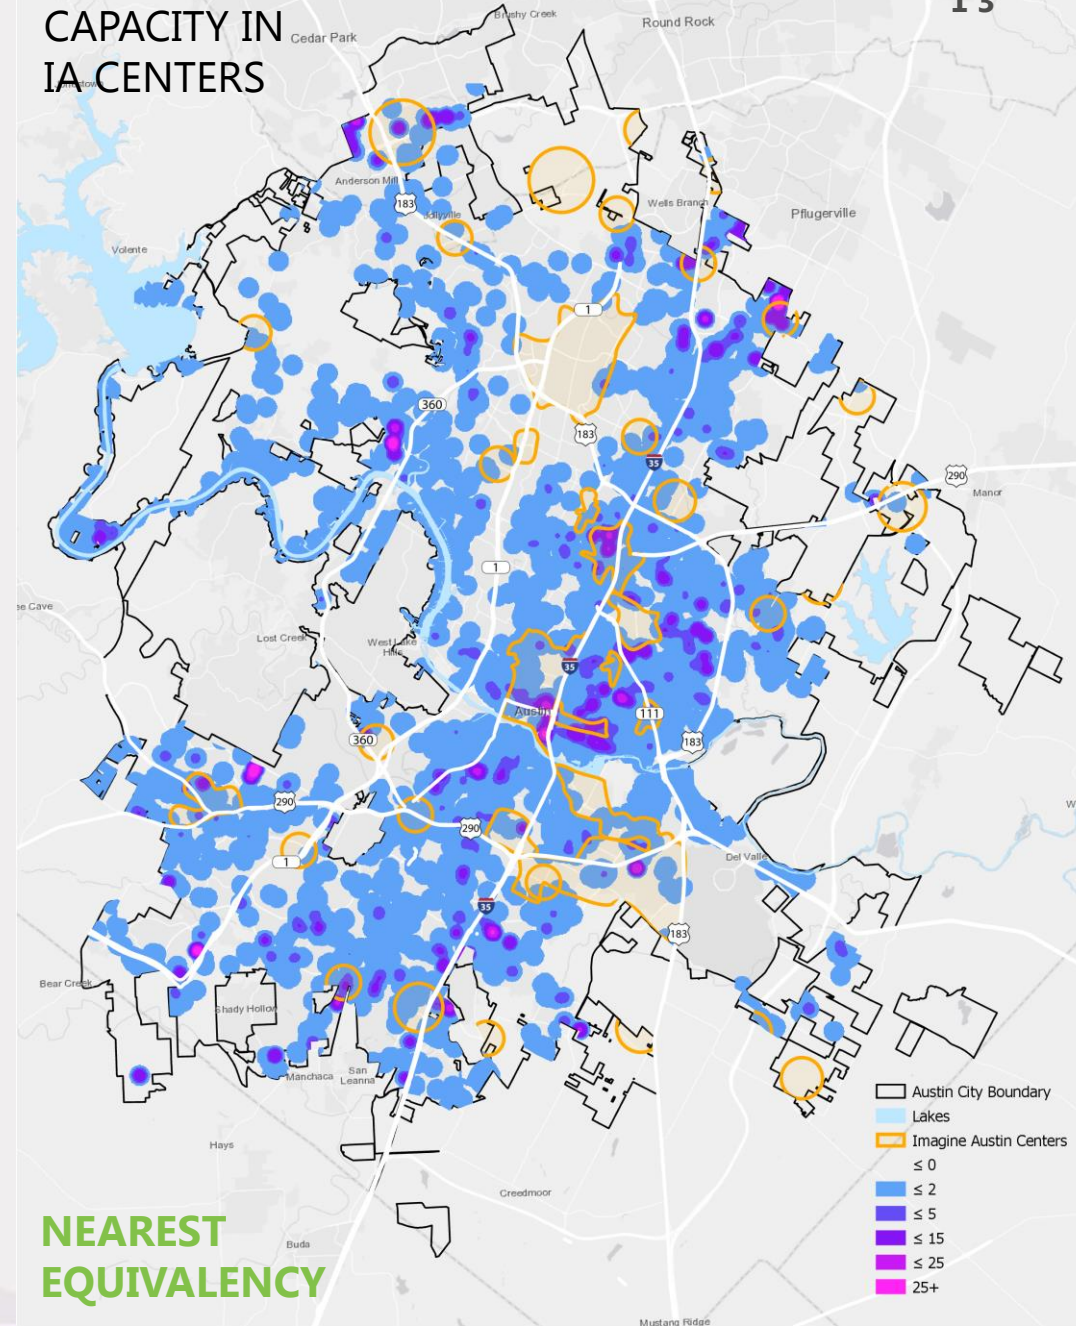 13
CAPACITY IN
IA CENTERS
Brushy Creek
Round Rock
Cedar Park
Anderson Mill
183
Jollyville
Wells Branch
Pflugerville
Volente
1
360
183
35
290
Manor
1
ee Cave
Lost Creek
West Lake
Hills
35
Austin
111
360
183
290
290
W
1
Del Valle
35
183
Bear Creek
Shady Hollow
Manchaca
San
Leanna
Hays
Creedmoor
Buda
Mustang Ridge
Austin City Boundary
Lakes
Imagine Austin Centers
≤ 0
≤ 2
≤ 5
≤ 15
≤ 25
25+
NEAREST
EQUIVALENCY